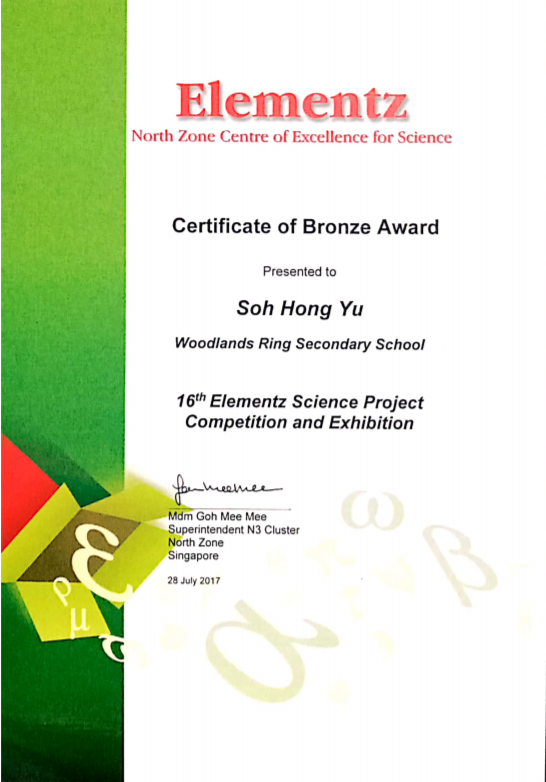 Elementz
North Zone Centre of Excellence for Science
Certificate of Bronze Award
Presented to
Soh Hong Yu
Woodlands Ring Secondary School
16th Elementz Science Project
Competition and Exhibition
Mdm Goh Mee Mee
Superintendent N3 Cluster
North Zone
Singapore
28 July 2017
ω
β
ε
ρ
μ
α